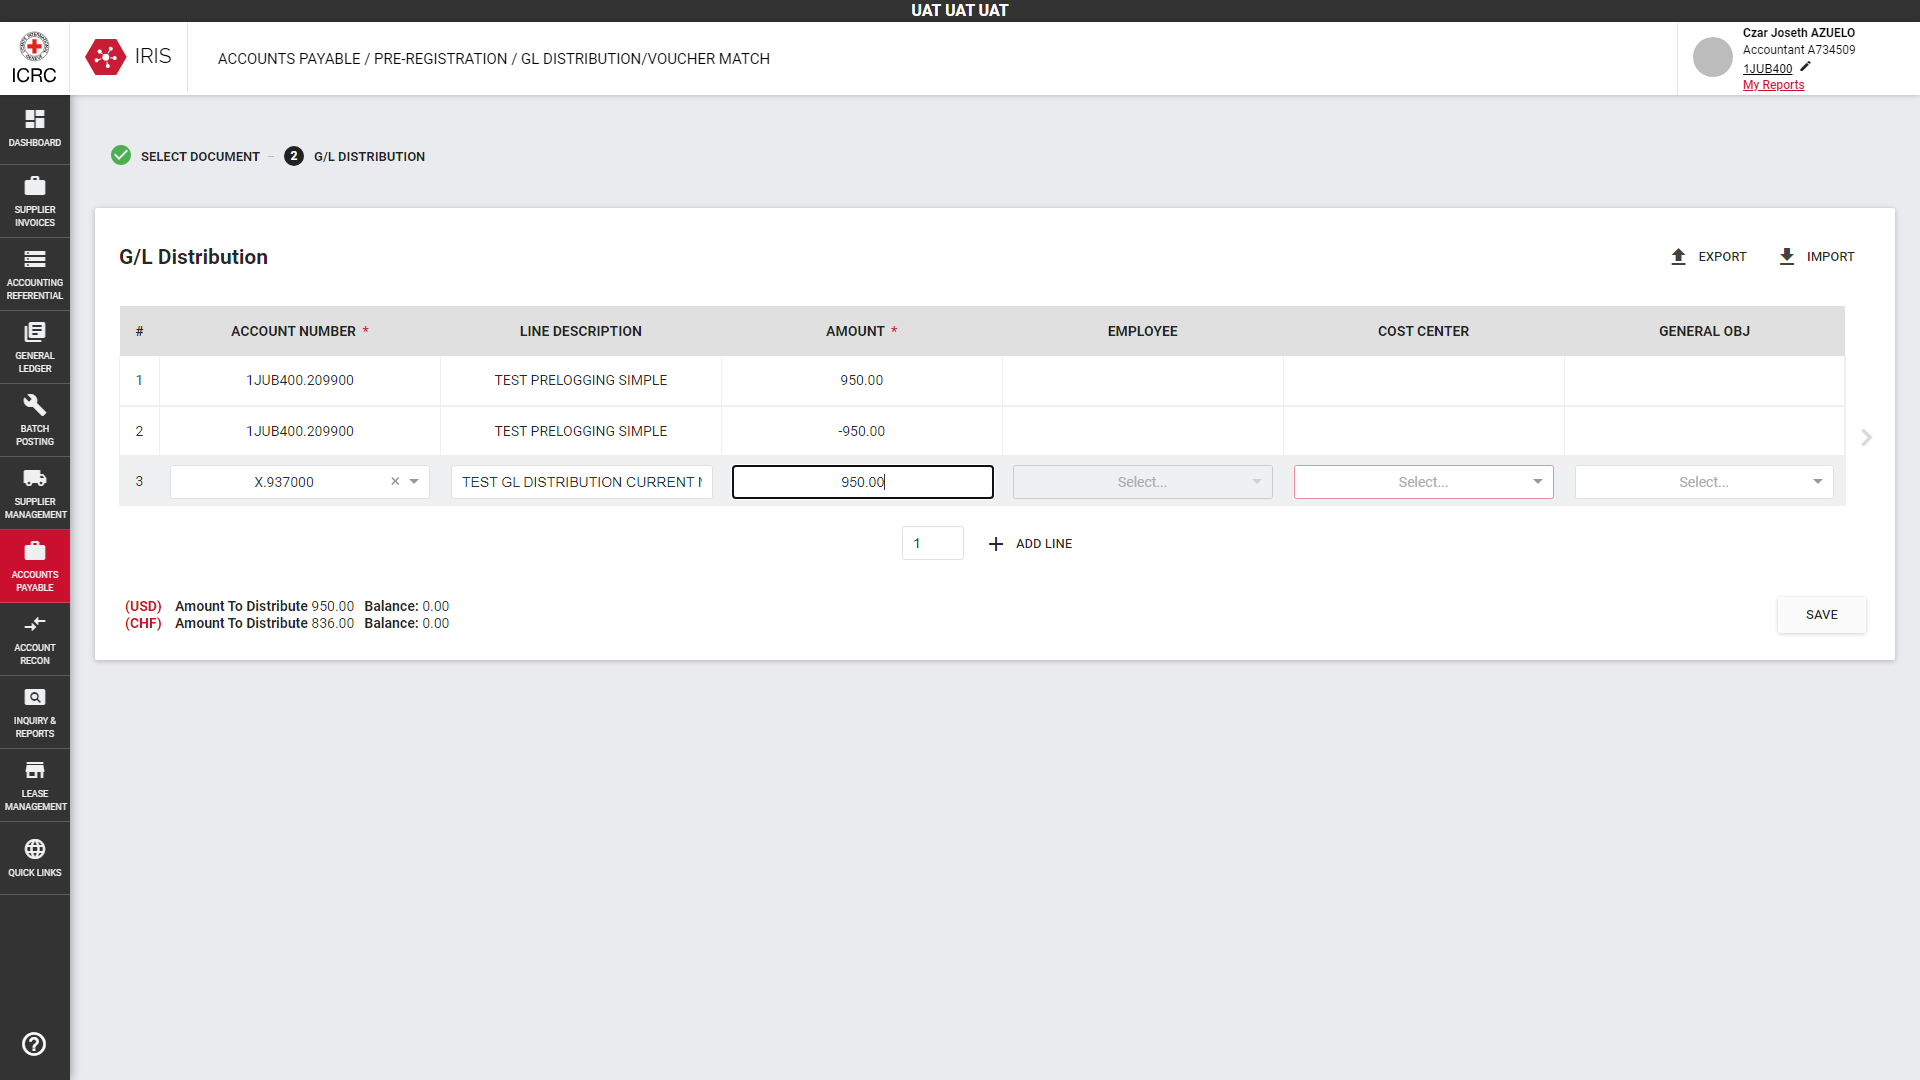 UAT UAT UAT
ICRC
IRIS
ACCOUNTS PAYABLE / PRE-REGISTRATION / GL DISTRIBUTION/VOUCHER MATCH
Czar Joseth AZUELO
Accountant A734509
1JUB400
My Reports
DASHBOARD
SUPPLIER
INVOICES
ACCOUNTING
REFERENTIAL
GENERAL
LEDGER
BATCH
POSTING
SUPPLIER
MANAGEMENT
ACCOUNTS
PAYABLE
ACCOUNT
RECON
INQUIRY &
REPORTS
LEASE
MANAGEMENT
QUICK LINKS
SELECT DOCUMENT
2 G/L DISTRIBUTION
G/L Distribution
EXPORT
IMPORT
# ACCOUNT NUMBER * LINE DESCRIPTION AMOUNT * EMPLOYEE COST CENTER GENERAL OBJ
1 1JUB400.209900 TEST PRELOGGING SIMPLE 950.00
2 1JUB400.209900 TEST PRELOGGING SIMPLE -950.00
3 X.937000 × TEST GL DISTRIBUTION CURRENT 950.00 Select... Select... Select...
1 + ADD LINE
(USD) Amount To Distribute 950.00 Balance: 0.00
(CHF) Amount To Distribute 836.00 Balance: 0.00
SAVE